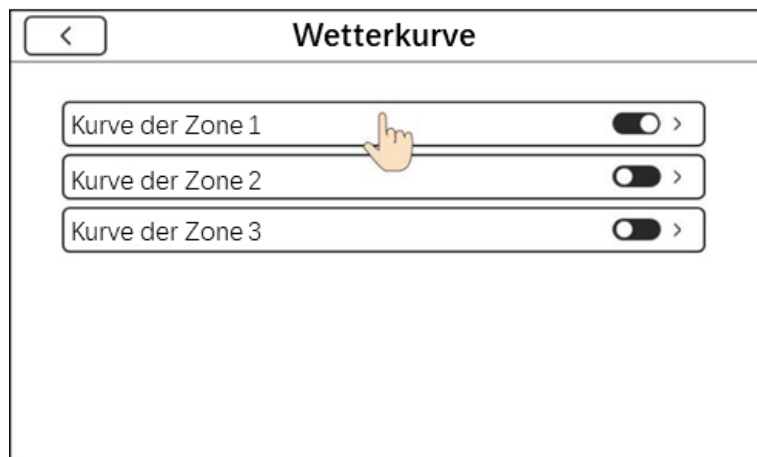 Wetterkurve
Kurve der Zone 1
Kurve der Zone 2
Kurve der Zone 3